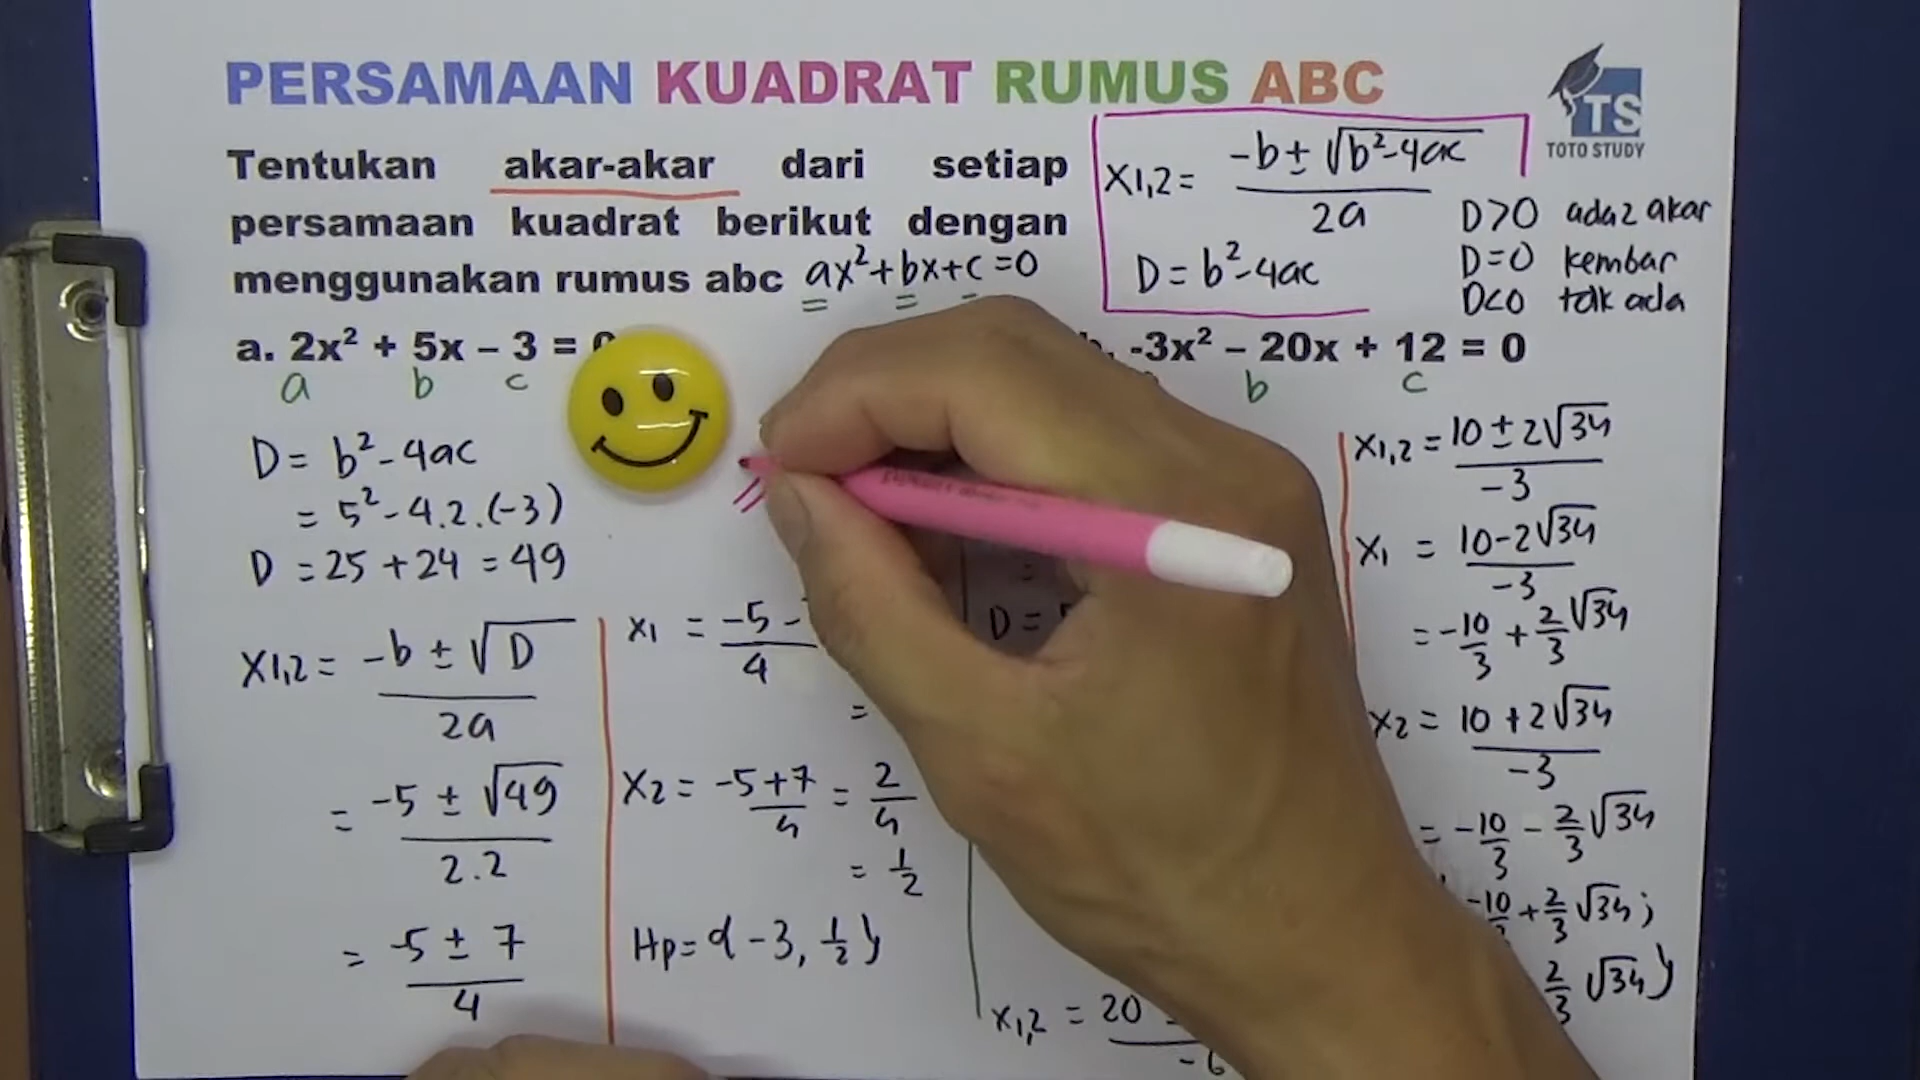 PERSAMAAN KUADRAT RUMUS ABC
TS
TOTO STUDY
Tentukan akar-akar dari setiap
persamaan kuadrat berikut dengan
menggunakan rumus abc ax²+bx+c=0
X1,2 = -b±√b²-4ac
2a
D = b²-4ac
D>0 ada 2 akar
D=0 kembar
D<0 tdk ada
a. 2x² + 5x – 3 =
a b c
D = b²-4ac
= 5²-4.2.(-3)
D = 25+24 = 49
X1,2 = -b ± √D
2a
= -5 ± √49
2.2
= -5 ± 7
4
x1 = -5 -
4
=
X2 = -5+7 = 2
4 4
= 1/2
Hp = { -3, 1/2 }
-3x² – 20x + 12 = 0
b c
=
D =
X1,2 = 20
-6
X1,2 = 10 ± 2√34
-3
X1 = 10-2√34
-3
= -10/3 + 2/3 √34
X2 = 10+2√34
-3
= -10/3 - 2/3 √34
-10/3 + 2/3 √34;
2/3 √34 }